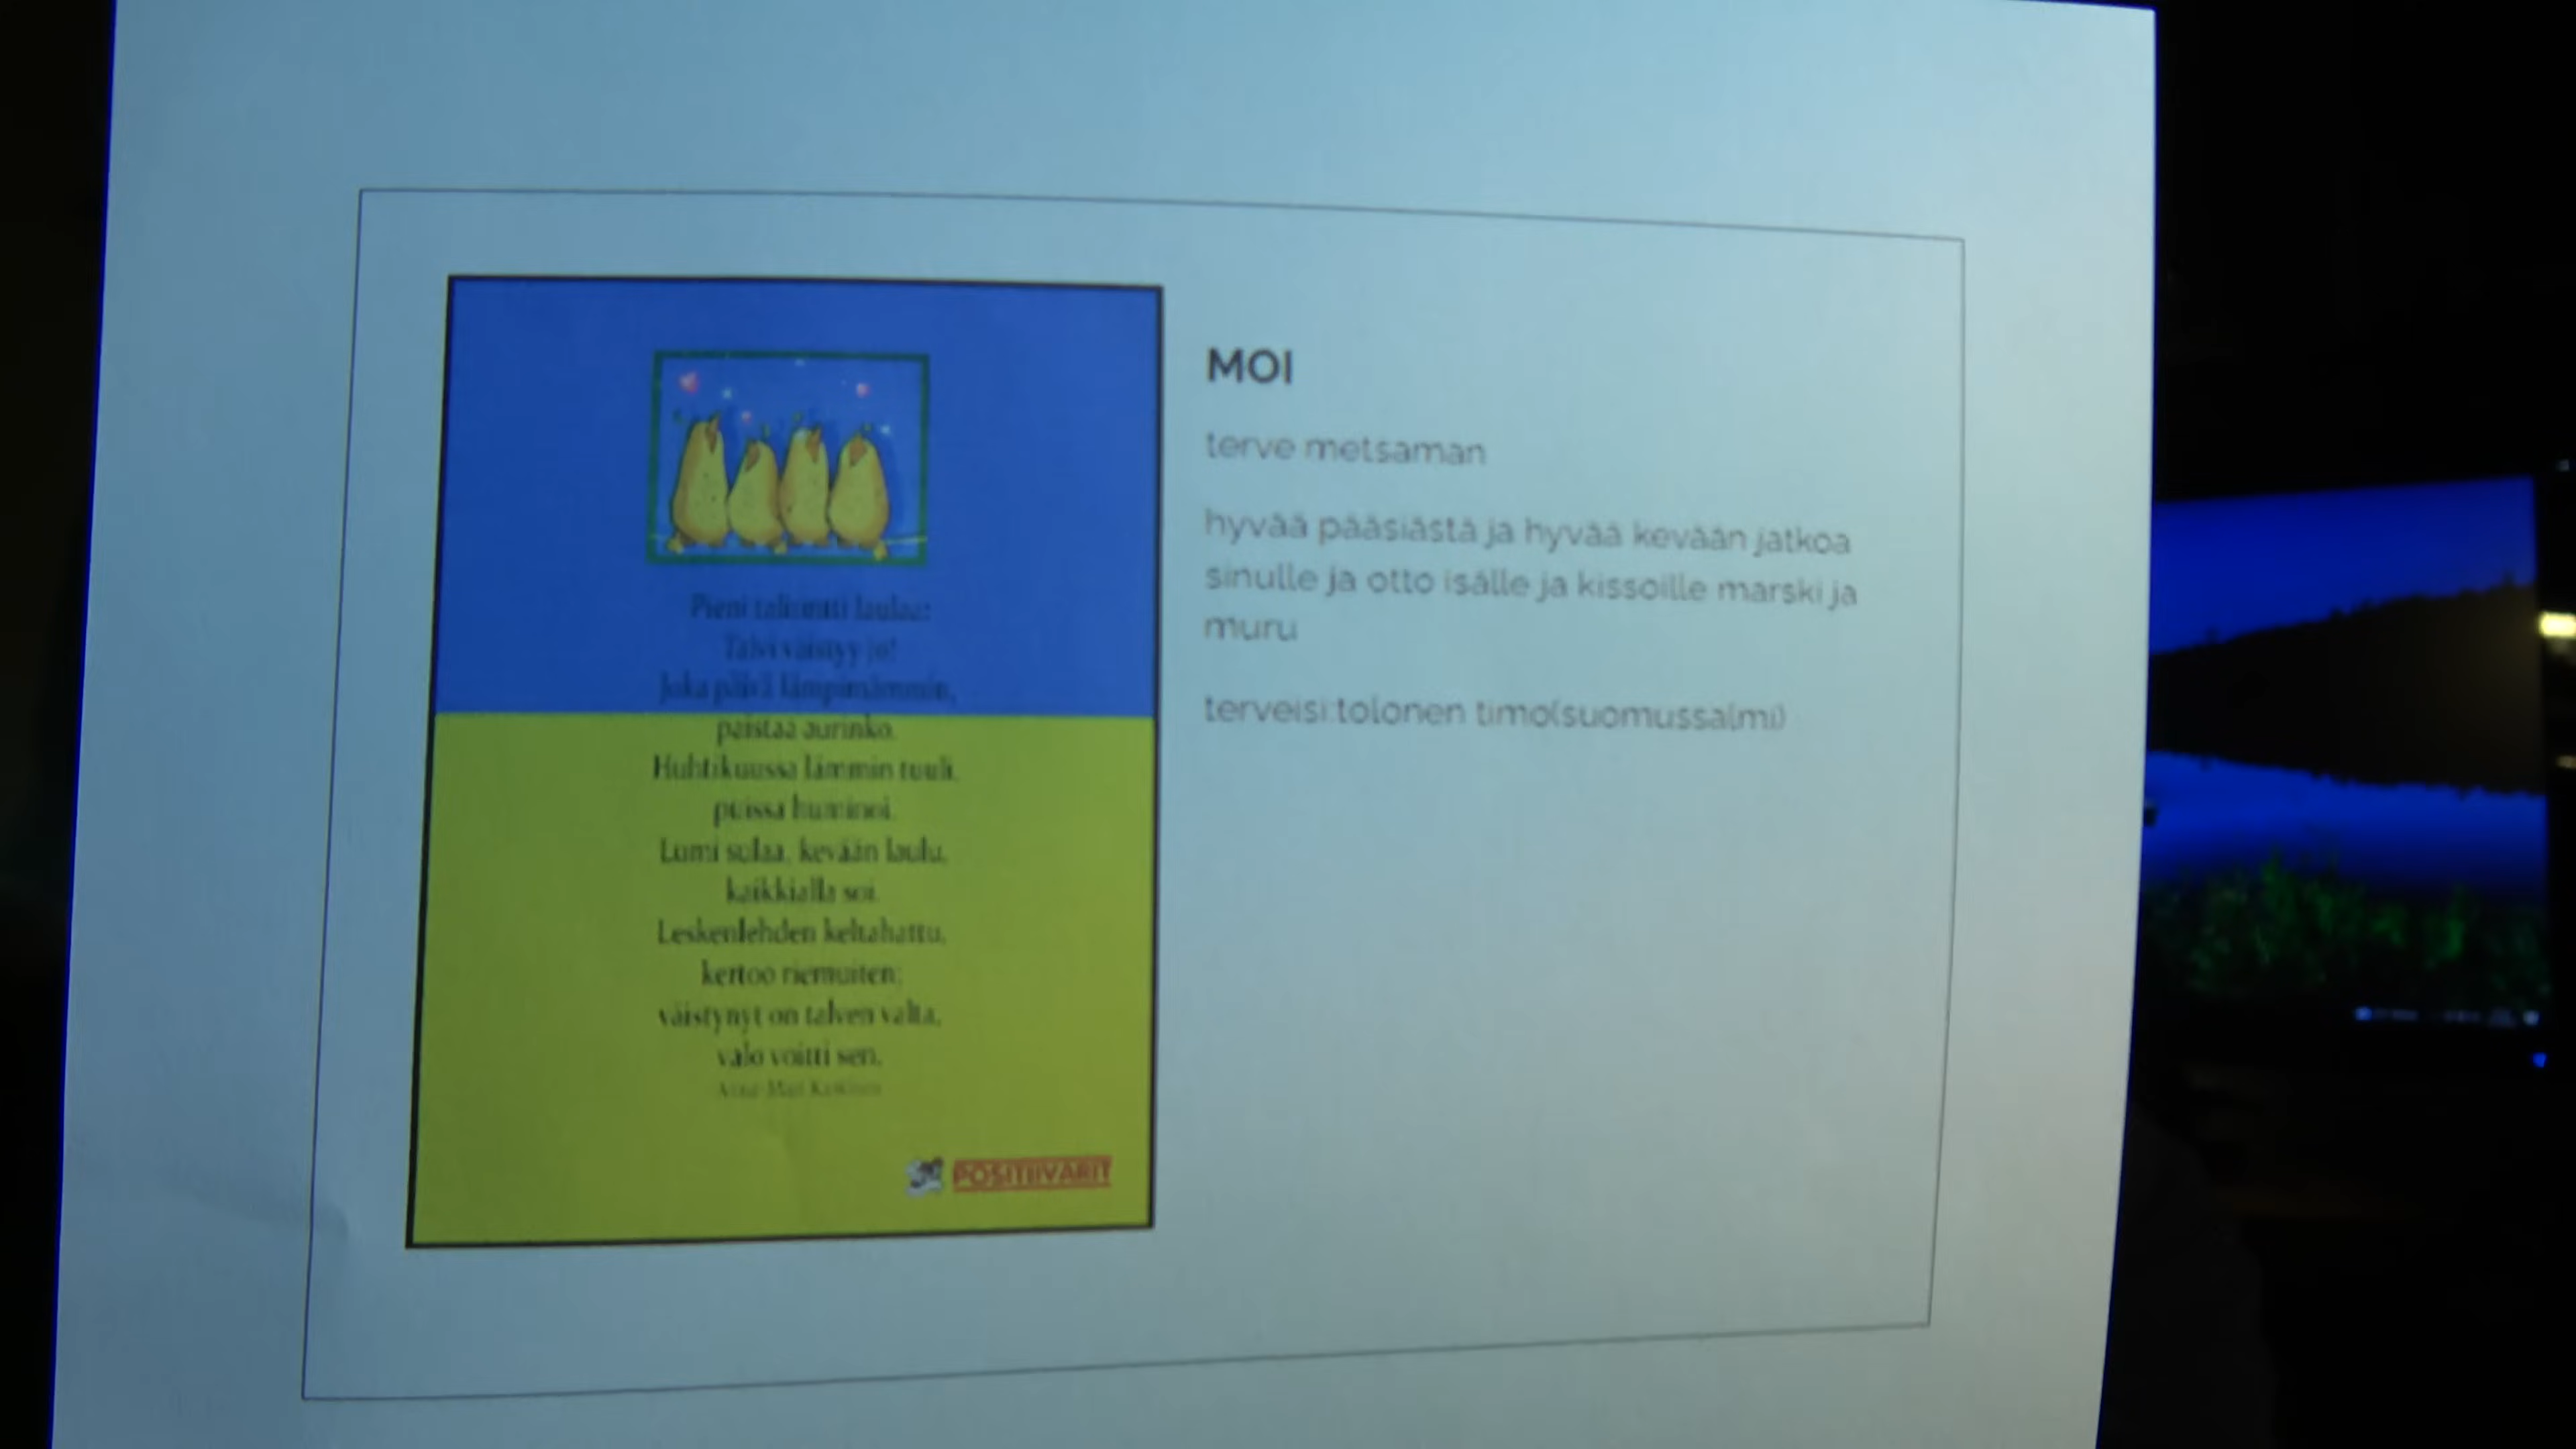 Pieni talitintti laulaa:
Talvi väistyy jo!
Joka päivä lämpimämmin,
paistaa aurinko.
Huhtikuussa lämmin tuuli,
puissa huminoi.
Lumi sulaa, kevään laulu,
kaikkialla soi.
Leskenlehden keltahattu,
kertoo riemuiten:
väistynyt on talven valta,
valo voitti sen.
POSITIIVARIT
MOI
terve metsaman
hyvää pääsiästä ja hyvää kevään jatkoa
sinulle ja otto isälle ja kissoille marski ja
muru
terveisi:tolonen timo(suomussalmi)